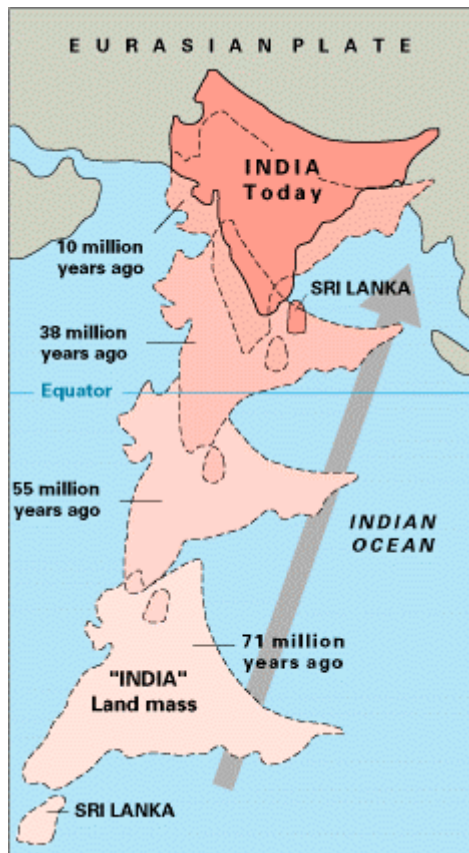 EURASIAN PLATE
INDIA
Today
10 million
years ago
SRI LANKA
38 million
years ago
Equator
55 million
years ago
INDIAN
OCEAN
71 million
years ago
"INDIA"
Land mass
SRI LANKA